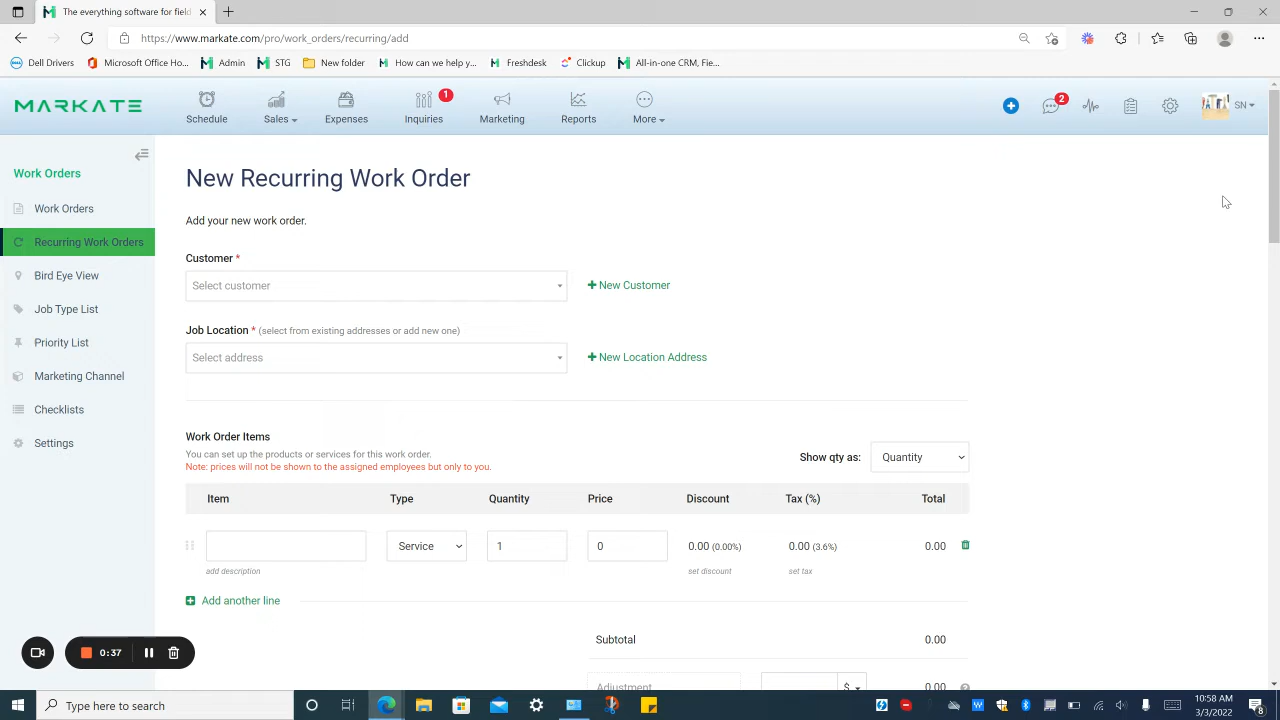 The everything software for field
https://www.markate.com/pro/work_orders/recurring/add
Dell Drivers
Microsoft Office Ho...
Admin
STG
New folder
How can we help y...
Freshdesk
Clickup
All-in-one CRM, Fie...
MARKATE
Schedule
Sales
Expenses
1
Inquiries
Marketing
Reports
More
2
SN
Work Orders
Work Orders
Recurring Work Orders
Bird Eye View
Job Type List
Priority List
Marketing Channel
Checklists
Settings
New Recurring Work Order
Add your new work order.
Customer *
Select customer
New Customer
Job Location * (select from existing addresses or add new one)
Select address
New Location Address
Work Order Items
You can set up the products or services for this work order.
Note: prices will not be shown to the assigned employees but only to you.
Show qty as: Quantity
Item Type Quantity Price Discount Tax (%) Total
Service 1 0 0.00 (0.00%) 0.00 (3.6%) 0.00
add description set discount set tax
Add another line
Subtotal 0.00
Adjustment $ 0.00
0:37
Type here to search
10:58 AM
3/3/2022
8